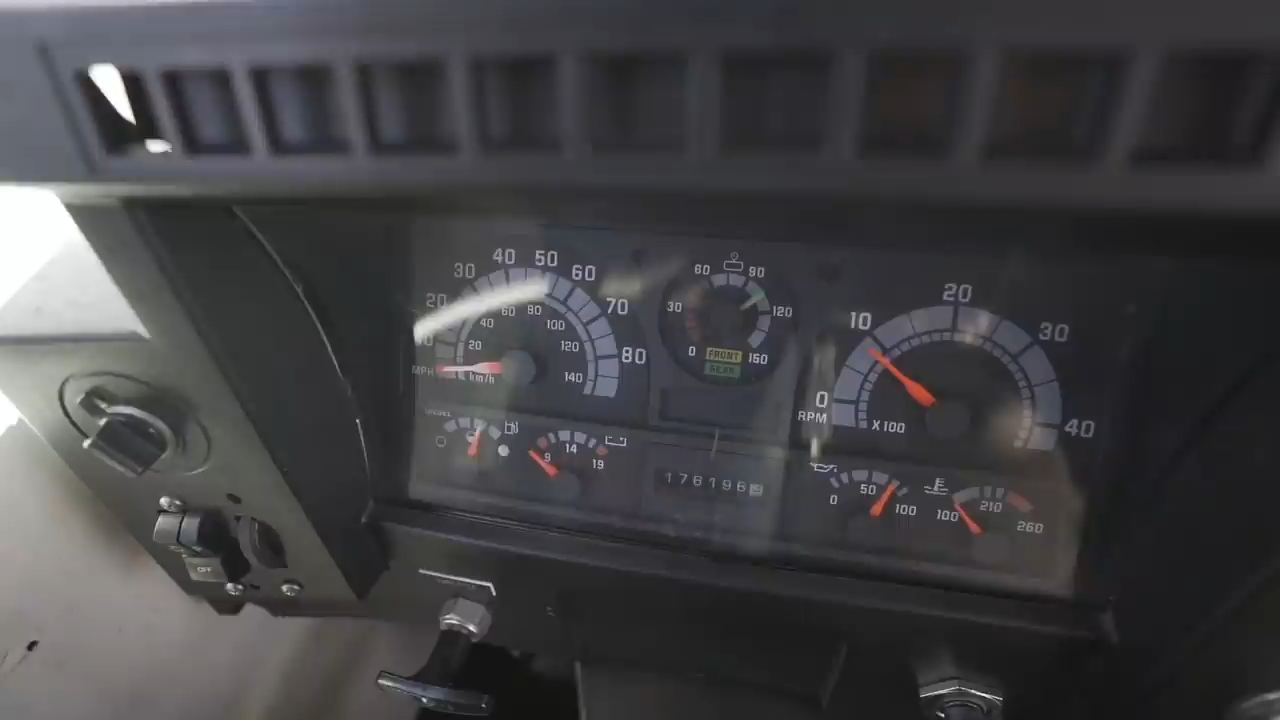 30 40 50 60 70 80
20
MPH
20 40 60 80 100 120 140
km/h
0 30 60 90 120 150
FRONT
REAR
0 10 20 30 40
RPM
X100
DIESEL
9 14 19
176196
0 50 100
100 210 260
OFF